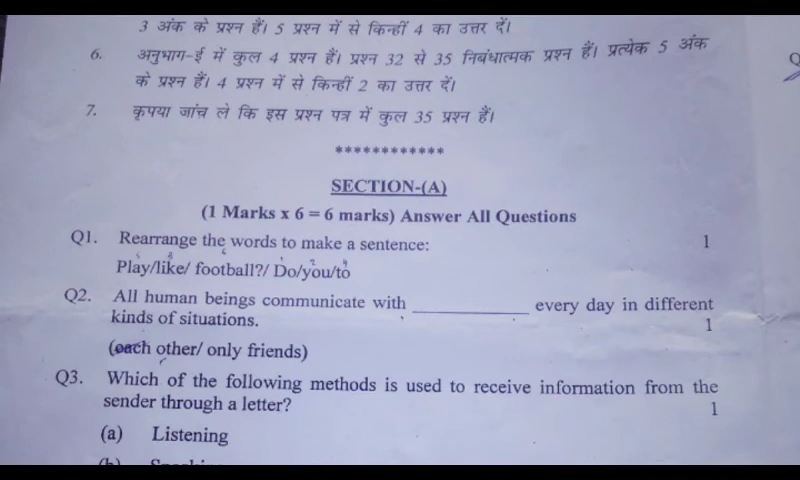 3 अंक के प्रश्न हैं। 5 प्रश्न में से किन्हीं 4 का उत्तर दें।
6. अनुभाग-ई में कुल 4 प्रश्न हैं। प्रश्न 32 से 35 निबंधात्मक प्रश्न हैं। प्रत्येक 5 अंक
के प्रश्न हैं। 4 प्रश्न में से किन्हीं 2 का उत्तर दें।
7. कृपया जांच ले कि इस प्रश्न पत्र में कुल 35 प्रश्न हैं।
************
SECTION-(A)
(1 Marks x 6 = 6 marks) Answer All Questions
Q1. Rearrange the words to make a sentence: 1
Play/like/ football?/ Do/you/to
Q2. All human beings communicate with ____________ every day in different
kinds of situations. 1
(each other/ only friends)
Q3. Which of the following methods is used to receive information from the
sender through a letter? 1
(a) Listening